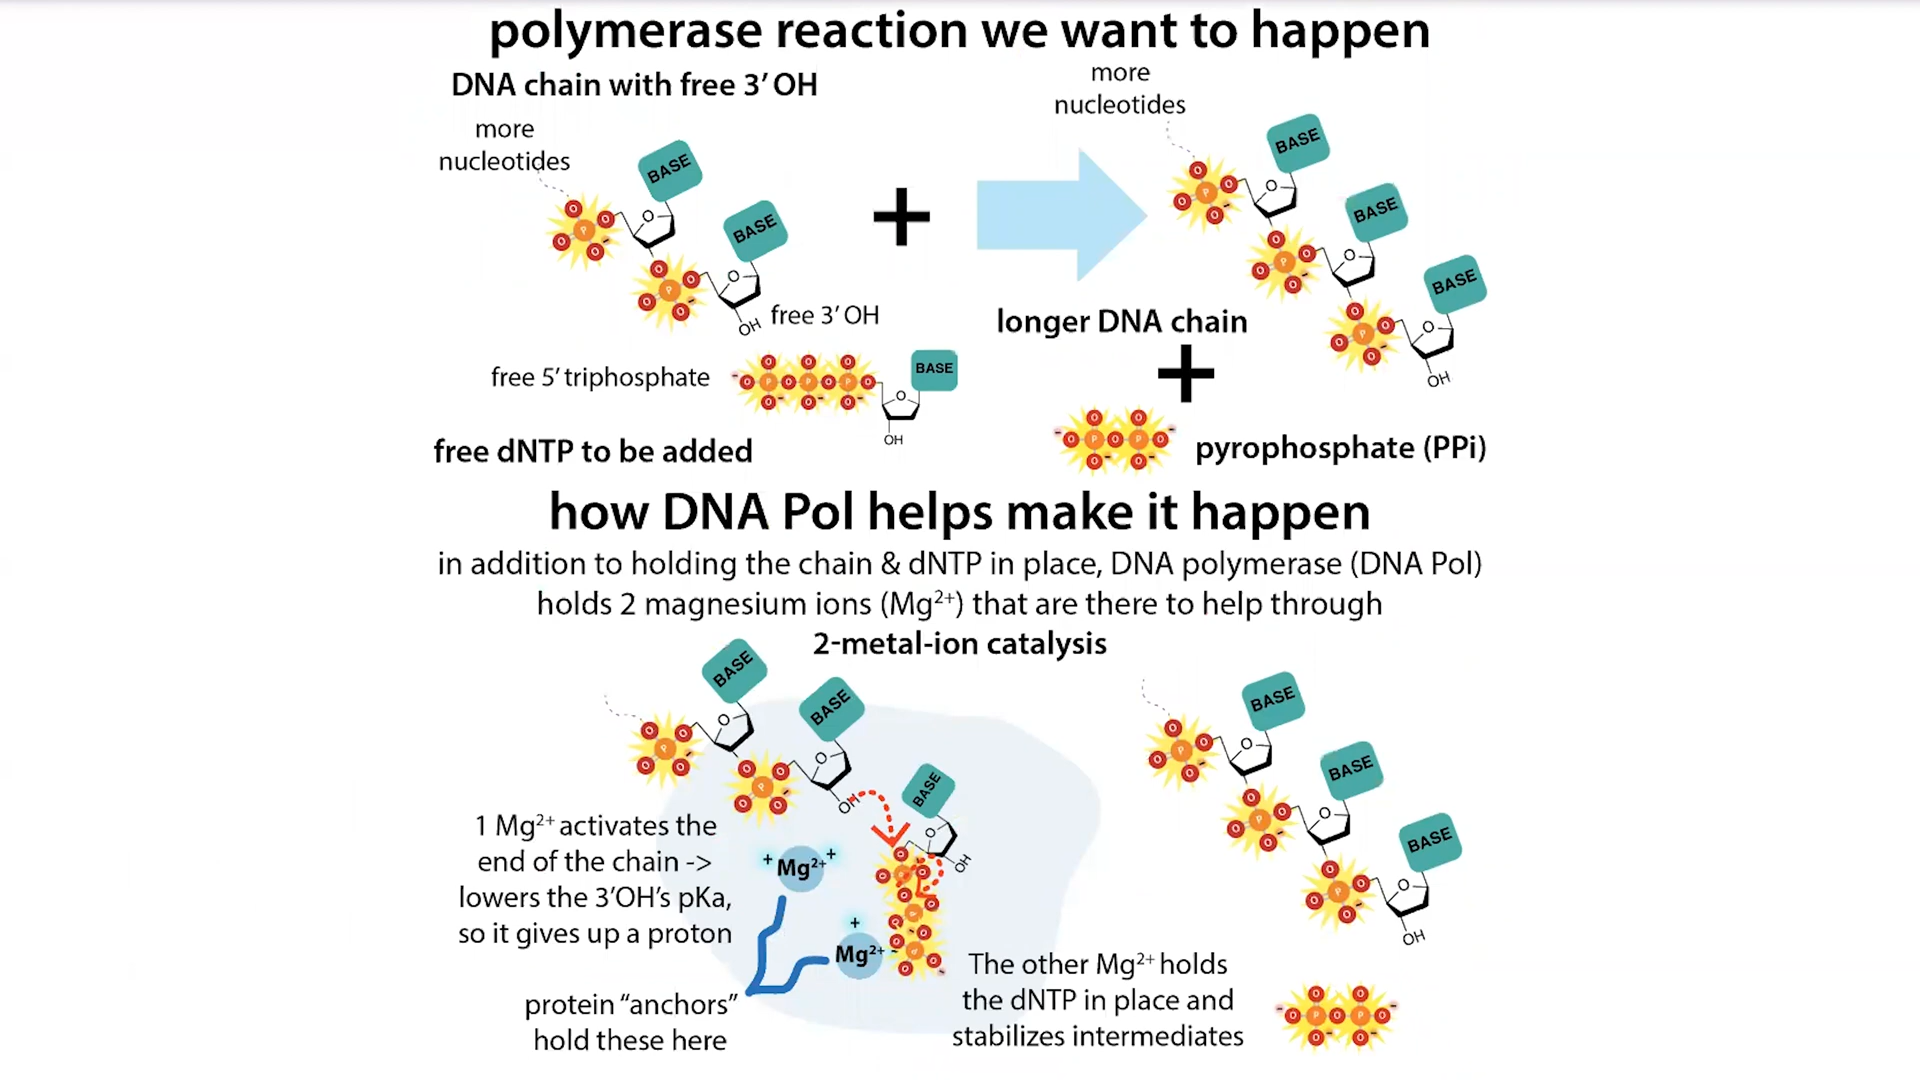 polymerase reaction we want to happen
DNA chain with free 3’ OH
more
nucleotides
BASE
BASE
free 3’ OH
OH
free 5’ triphosphate
BASE
OH
free dNTP to be added
+
more
nucleotides
BASE
BASE
BASE
OH
longer DNA chain
+
pyrophosphate (PPi)
how DNA Pol helps make it happen
in addition to holding the chain & dNTP in place, DNA polymerase (DNA Pol)
holds 2 magnesium ions (Mg²⁺) that are there to help through
2-metal-ion catalysis
BASE
BASE
OH
BASE
OH
1 Mg²⁺ activates the
end of the chain ->
lowers the 3’OH’s pKa,
so it gives up a proton
+ Mg²⁺ +
+
Mg²⁺
protein “anchors”
hold these here
The other Mg²⁺ holds
the dNTP in place and
stabilizes intermediates
BASE
BASE
BASE
OH